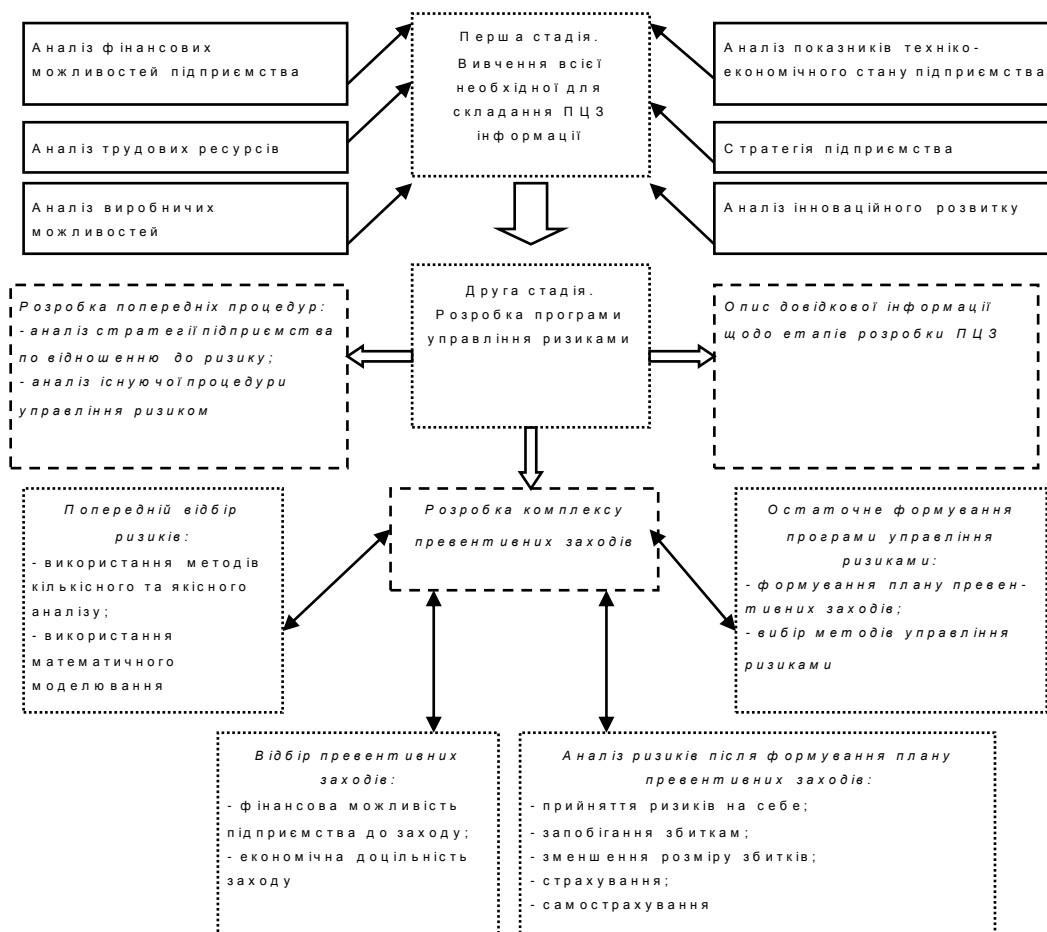 Аналіз фінансових
можливостей підприємства
Аналіз трудових ресурсів
Аналіз виробничих
можливостей
Перша стадія.
Вивчення всієї
необхідної для
складання ПЦЗ
інформації
Аналіз показників техніко-
економічного стану підприємства
Стратегія підприємства
Аналіз інноваційного розвитку
Розробка попередніх процедур:
- аналіз стратегії підприємства
по відношенню до ризику;
- аналіз існуючої процедури
управління ризиком
Друга стадія.
Розробка програми
управління ризиками
Опис довідкової інформації
щодо етапів розробки ПЦЗ
Попередній відбір
ризиків:
- використання методів
кількісного та якісного
аналізу;
- використання
математичного
моделювання
Розробка комплексу
превентивних заходів
Остаточне формування
програми управління
ризиками:
- формування плану превен-
тивних заходів;
- вибір методів управління
ризиками
Відбір превентивних
заходів:
- фінансова можливість
підприємства до заходу;
- економічна доцільність
заходу
Аналіз ризиків після формування плану
превентивних заходів:
- прийняття ризиків на себе;
- запобігання збиткам;
- зменшення розміру збитків;
- страхування;
- самострахування